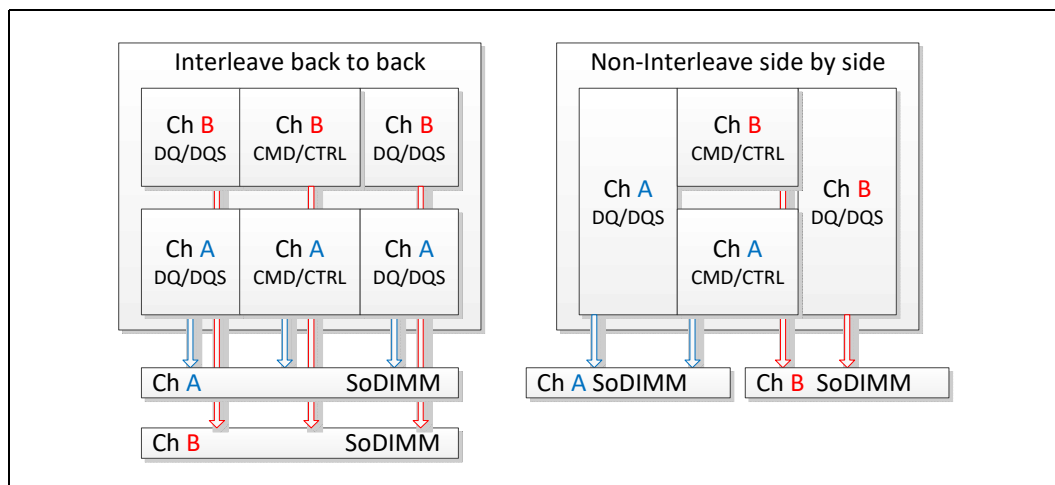 Interleave back to back
Ch B
DQ/DQS
Ch B
CMD/CTRL
Ch B
DQ/DQS
Ch A
DQ/DQS
Ch A
CMD/CTRL
Ch A
DQ/DQS
Ch A SoDIMM
Ch B SoDIMM
Non-Interleave side by side
Ch A
DQ/DQS
Ch B
CMD/CTRL
Ch A
CMD/CTRL
Ch B
DQ/DQS
Ch A SoDIMM
Ch B SoDIMM